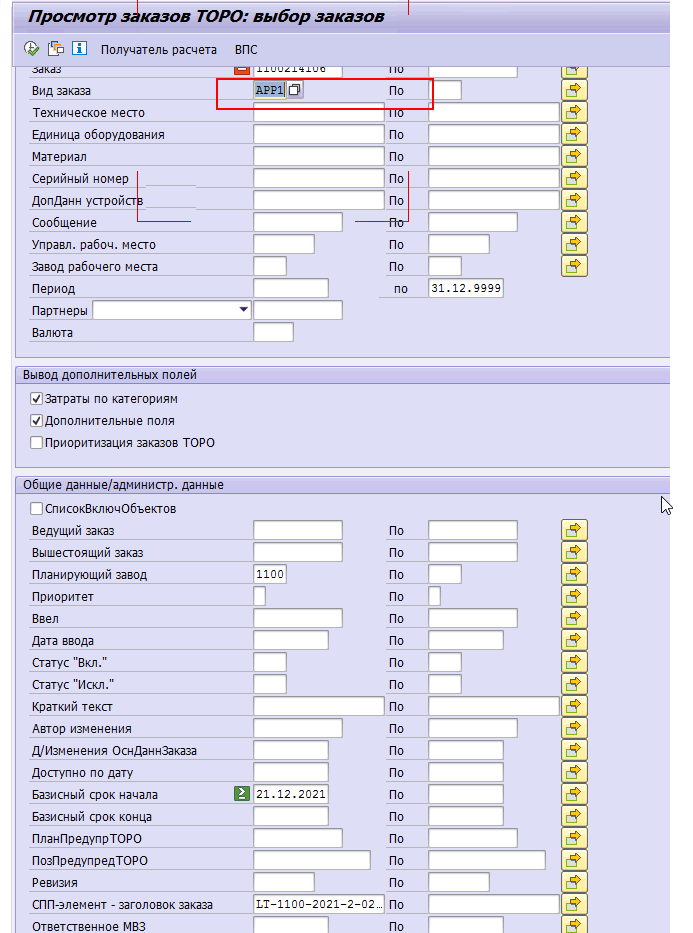 Просмотр заказов ТОРО: выбор заказов
Получатель расчета ВПС
Заказ 1100214106 По
Вид заказа APP1 По
Техническое место По
Единица оборудования По
Материал По
Серийный номер По
ДопДанн устройств По
Сообщение По
Управл. рабоч. место По
Завод рабочего места По
Период по 31.12.9999
Партнеры
Валюта
Вывод дополнительных полей
Затраты по категориям
Дополнительные поля
Приоритизация заказов ТОРО
Общие данные/администр. данные
СписокВключОбъектов
Ведущий заказ По
Вышестоящий заказ По
Планирующий завод 1100 По
Приоритет По
Ввел По
Дата ввода По
Статус "Вкл." По
Статус "Искл." По
Краткий текст По
Автор изменения По
Д/Изменения ОснДаннЗаказа По
Доступно по дату По
Базисный срок начала 21.12.2021 По
Базисный срок конца По
ПланПредупрТОРО По
ПозПредупредТОРО По
Ревизия По
СПП-элемент - заголовок заказа LT-1100-2021-2-02… По
Ответственное МВЗ По